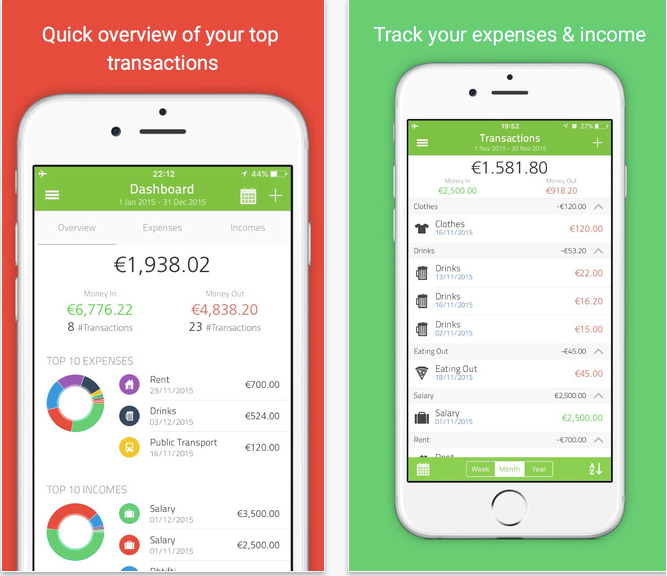 Quick overview of your top
transactions
22:12
44%
Dashboard
1 Jan 2015 - 31 Dec 2015
Overview Expenses Incomes
€1,938.02
Money In Money Out
€6,776.22 €4,838.20
8 #Transactions 23 #Transactions
TOP 10 EXPENSES
Rent
29/11/2015
€700.00
Drinks
03/12/2015
€524.00
Public Transport
16/11/2015
€120.00
TOP 10 INCOMES
Salary
01/12/2015
€3,500.00
Salary
01/11/2015
€2,500.00
Track your expenses & income
19:52
27%
Transactions
1 Nov 2015 - 30 Nov 2015
€1.581.80
Money In Money Out
€2,500.00 €918.20
Clothes -€120.00
Clothes
16/11/2015
€120.00
Drinks -€53.20
Drinks
13/11/2015
€22.00
Drinks
16/11/2015
€16.20
Drinks
02/11/2015
€15.00
Eating Out -€45.00
Eating Out
18/11/2015
€45.00
Salary €2,500.00
Salary
01/11/2015
€2,500.00
Rent -€700.00
Rent
Week Month Year